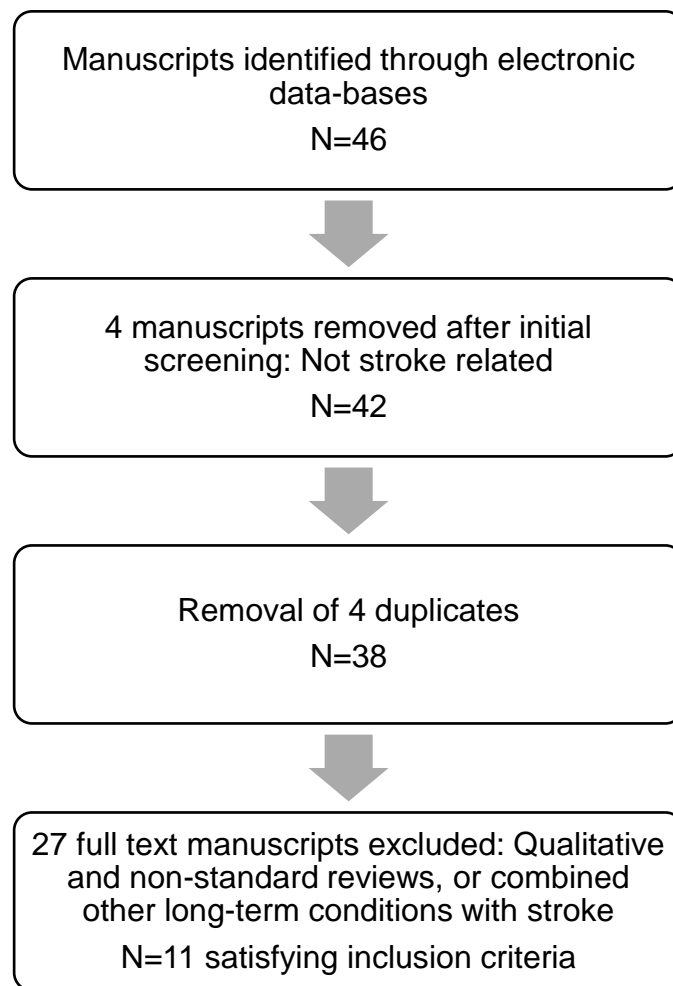 Manuscripts identified through electronic
data-bases
N=46
4 manuscripts removed after initial
screening: Not stroke related
N=42
Removal of 4 duplicates
N=38
27 full text manuscripts excluded: Qualitative
and non-standard reviews, or combined
other long-term conditions with stroke
N=11 satisfying inclusion criteria